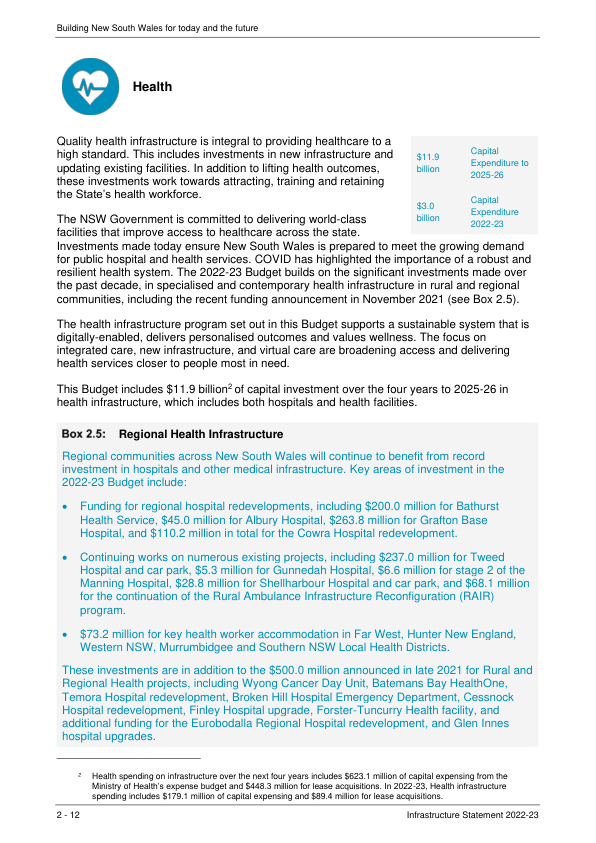 Building New South Wales for today and the future
Health
Quality health infrastructure is integral to providing healthcare to a
high standard. This includes investments in new infrastructure and
updating existing facilities. In addition to lifting health outcomes,
these investments work towards attracting, training and retaining
the State's health workforce.
$11.9
billion
Capital
Expenditure to
2025-26
$3.0
billion
Capital
Expenditure
2022-23
The NSW Government is committed to delivering world-class
facilities that improve access to healthcare across the state.
Investments made today ensure New South Wales is prepared to meet the growing demand
for public hospital and health services. COVID has highlighted the importance of a robust and
resilient health system. The 2022-23 Budget builds on the significant investments made over
the past decade, in specialised and contemporary health infrastructure in rural and regional
communities, including the recent funding announcement in November 2021 (see Box 2.5).
The health infrastructure program set out in this Budget supports a sustainable system that is
digitally-enabled, delivers personalised outcomes and values wellness. The focus on
integrated care, new infrastructure, and virtual care are broadening access and delivering
health services closer to people most in need.
This Budget includes $11.9 billion² of capital investment over the four years to 2025-26 in
health infrastructure, which includes both hospitals and health facilities.
Box 2.5: Regional Health Infrastructure
Regional communities across New South Wales will continue to benefit from record
investment in hospitals and other medical infrastructure. Key areas of investment in the
2022-23 Budget include:
• Funding for regional hospital redevelopments, including $200.0 million for Bathurst
Health Service, $45.0 million for Albury Hospital, $263.8 million for Grafton Base
Hospital, and $110.2 million in total for the Cowra Hospital redevelopment.
• Continuing works on numerous existing projects, including $237.0 million for Tweed
Hospital and car park, $5.3 million for Gunnedah Hospital, $6.6 million for stage 2 of the
Manning Hospital, $28.8 million for Shellharbour Hospital and car park, and $68.1 million
for the continuation of the Rural Ambulance Infrastructure Reconfiguration (RAIR)
program.
• $73.2 million for key health worker accommodation in Far West, Hunter New England,
Western NSW, Murrumbidgee and Southern NSW Local Health Districts.
These investments are in addition to the $500.0 million announced in late 2021 for Rural and
Regional Health projects, including Wyong Cancer Day Unit, Batemans Bay HealthOne,
Temora Hospital redevelopment, Broken Hill Hospital Emergency Department, Cessnock
Hospital redevelopment, Finley Hospital upgrade, Forster-Tuncurry Health facility, and
additional funding for the Eurobodalla Regional Hospital redevelopment, and Glen Innes
hospital upgrades.
² Health spending on infrastructure over the next four years includes $623.1 million of capital expensing from the
Ministry of Health's expense budget and $448.3 million for lease acquisitions. In 2022-23, Health infrastructure
spending includes $179.1 million of capital expensing and $89.4 million for lease acquisitions.
2 - 12
Infrastructure Statement 2022-23